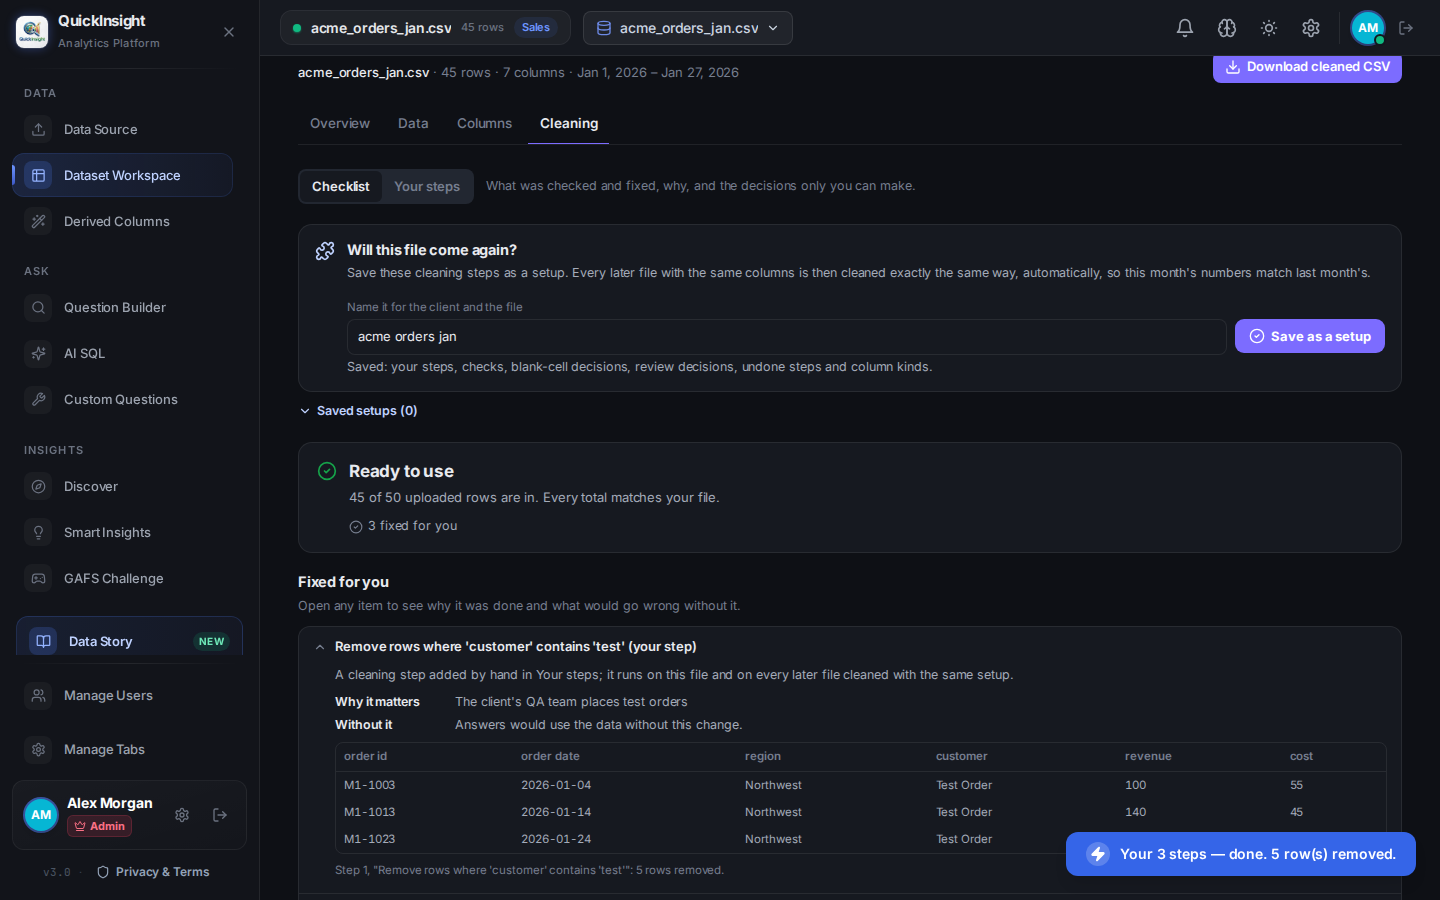 QuickInsight
Analytics Platform
DATA
Data Source
Dataset Workspace
Derived Columns
ASK
Question Builder
AI SQL
Custom Questions
INSIGHTS
Discover
Smart Insights
GAFS Challenge
Data Story NEW
Manage Users
Manage Tabs
AM Alex Morgan
Admin
v3.0 · Privacy & Terms
acme_orders_jan.csv 45 rows Sales
acme_orders_jan.csv
AM
acme_orders_jan.csv · 45 rows · 7 columns · Jan 1, 2026 – Jan 27, 2026
Download cleaned CSV
Overview Data Columns Cleaning
Checklist Your steps What was checked and fixed, why, and the decisions only you can make.
Will this file come again?
Save these cleaning steps as a setup. Every later file with the same columns is then cleaned exactly the same way, automatically, so this month's numbers match last month's.
Name it for the client and the file
acme orders jan
Save as a setup
Saved: your steps, checks, blank-cell decisions, review decisions, undone steps and column kinds.
Saved setups (0)
Ready to use
45 of 50 uploaded rows are in. Every total matches your file.
3 fixed for you
Fixed for you
Open any item to see why it was done and what would go wrong without it.
Remove rows where 'customer' contains 'test' (your step)
A cleaning step added by hand in Your steps; it runs on this file and on every later file cleaned with the same setup.
Why it matters The client's QA team places test orders
Without it Answers would use the data without this change.
order id order date region customer revenue cost
M1-1003 2026-01-04 Northwest Test Order 100 55
M1-1013 2026-01-14 Northwest Test Order 140 45
M1-1023 2026-01-24 Northwest Test Order
Step 1, "Remove rows where 'customer' contains 'test'": 5 rows removed.
Your 3 steps — done. 5 row(s) removed.